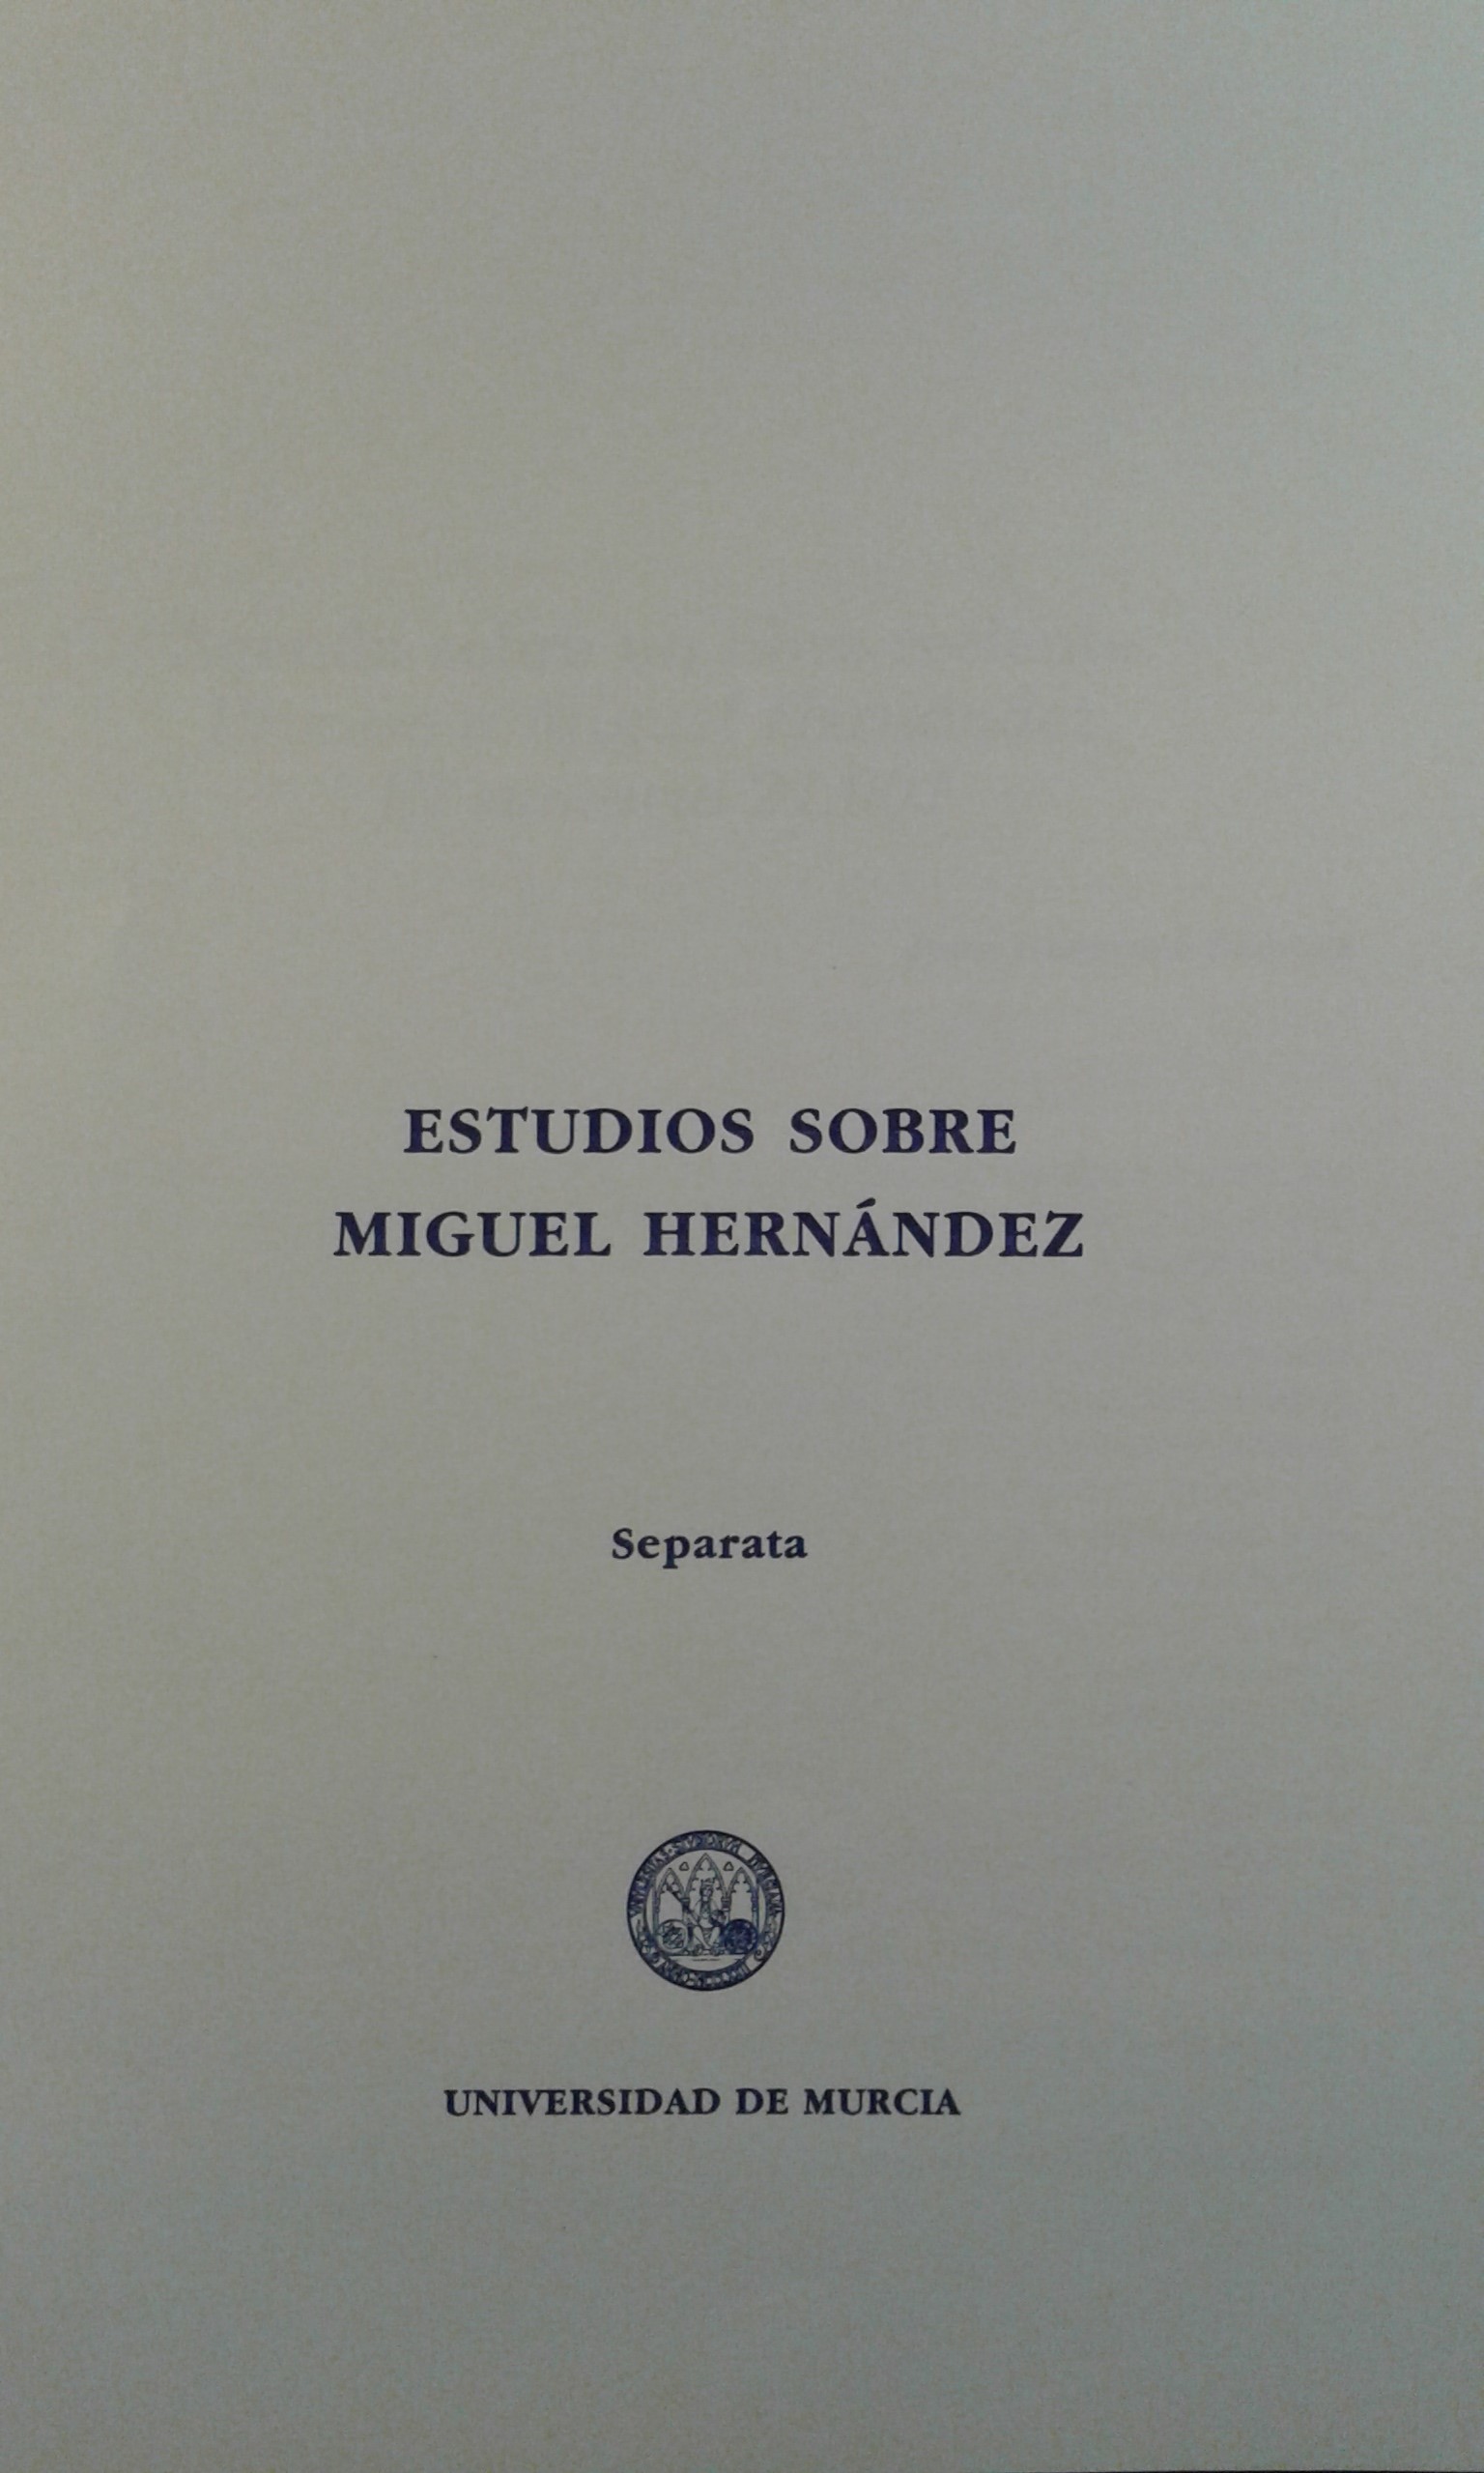 ESTUDIOS SOBRE
MIGUEL HERNÁNDEZ
Separata
UNIVERSIDAD DE MURCIA